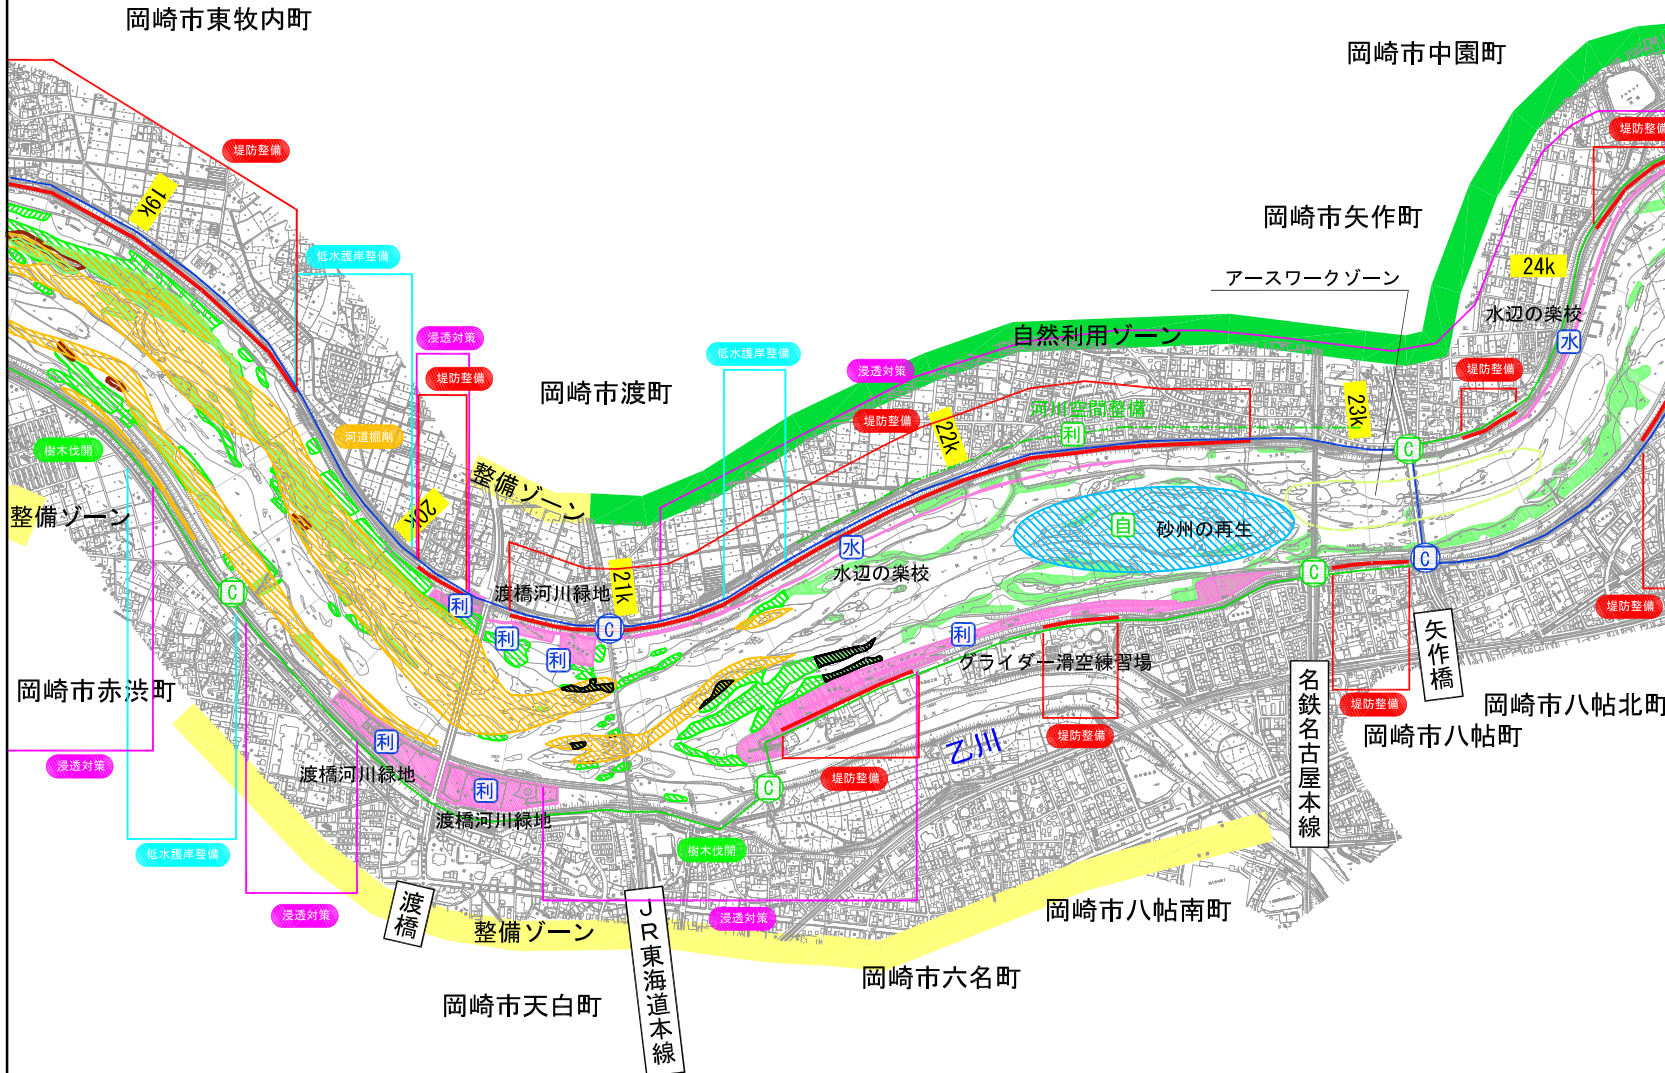 岡崎市東牧内町
岡崎市中園町
堤防整備
堤防整備
19k
岡崎市矢作町
低水護岸整備
24k
アースワークゾーン
水辺の楽校
水
浸透対策
自然利用ゾーン
低水護岸整備
浸透対策
堤防整備
堤防整備
岡崎市渡町
河川空間整備
利
堤防整備
22k
23k
河道掘削
樹木伐開
C
整備ゾーン
20k
整備ゾーン
自
砂州の再生
水
水辺の楽校
C
C
21k
渡橋河川緑地
C
利
利
利
C
堤防整備
利
グライダー滑空練習場
矢作橋
岡崎市赤渋町
名鉄名古屋本線
堤防整備
岡崎市八帖北町
岡崎市八帖町
堤防整備
乙川
利
浸透対策
渡橋河川緑地
堤防整備
利
C
渡橋河川緑地
低水護岸整備
樹木伐開
渡橋
浸透対策
浸透対策
整備ゾーン
JR東海道本線
岡崎市八帖南町
岡崎市六名町
岡崎市天白町